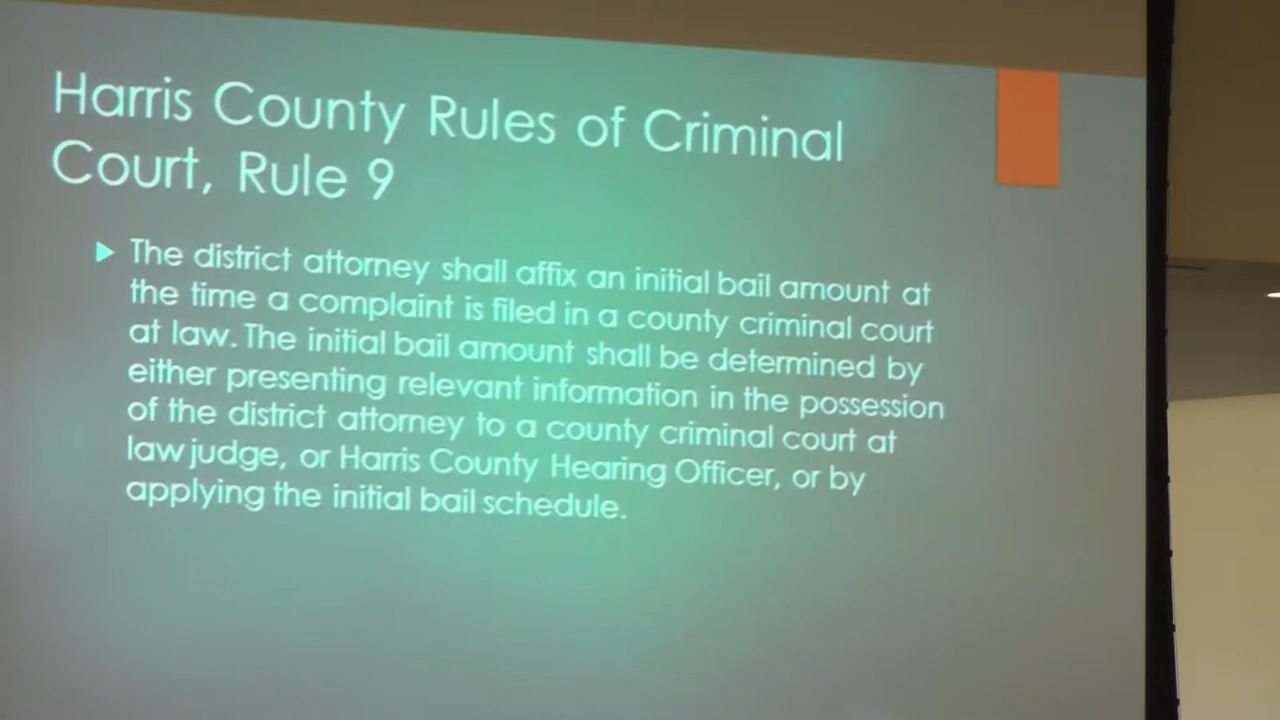 Harris County Rules of Criminal
Court, Rule 9
The district attorney shall affix an initial bail amount at
the time a complaint is filed in a county criminal court
at law. The initial bail amount shall be determined by
either presenting relevant information in the possession
of the district attorney to a county criminal court at
law judge, or Harris County Hearing Officer, or by
applying the initial bail schedule.